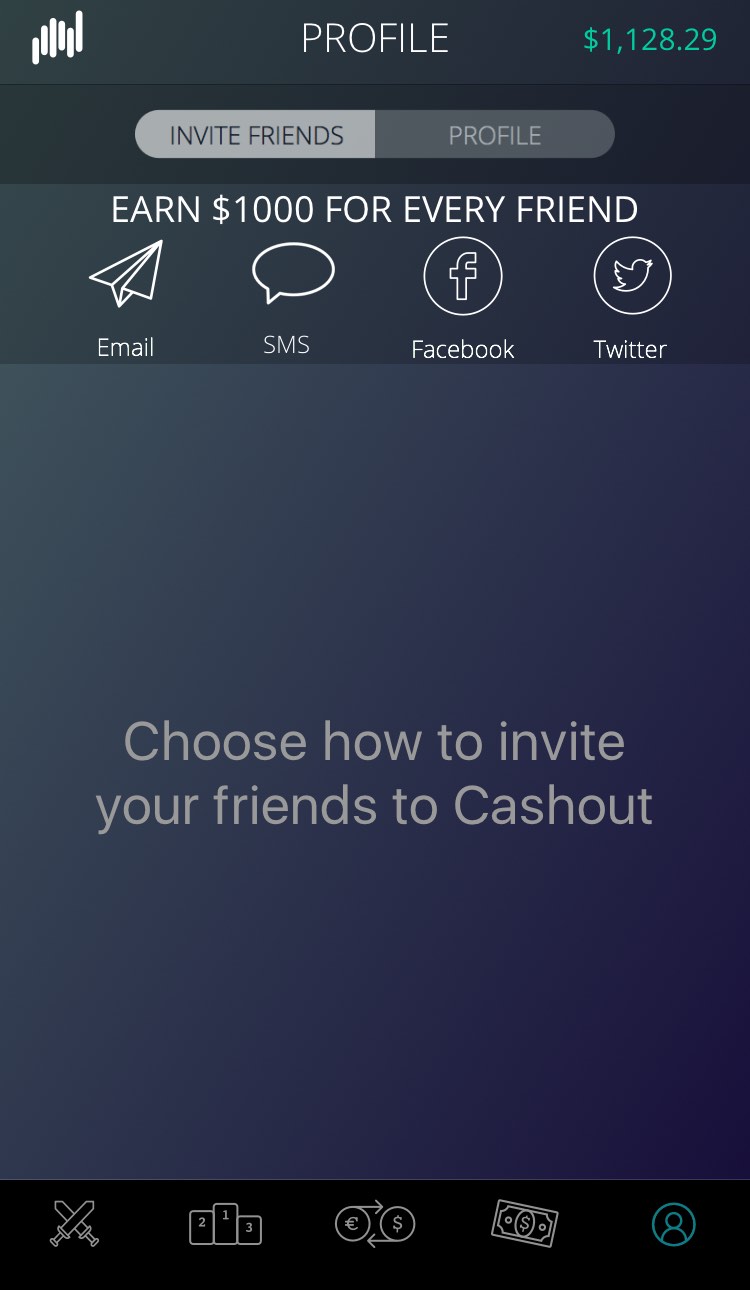 PROFILE
$1,128.29
INVITE FRIENDS
PROFILE
EARN $1000 FOR EVERY FRIEND
Email
SMS
Facebook
Twitter
Choose how to invite
your friends to Cashout
2
1
3
€
$
$